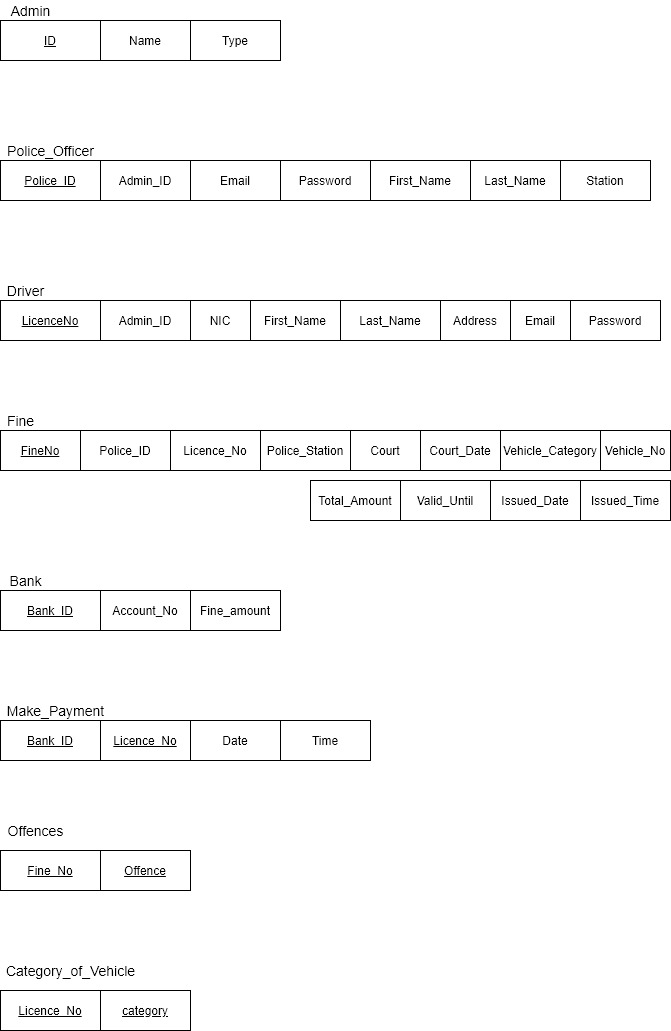 Admin
ID Name Type
Police_Officer
Police_ID Admin_ID Email Password First_Name Last_Name Station
Driver
LicenceNo Admin_ID NIC First_Name Last_Name Address Email Password
Fine
FineNo Police_ID Licence_No Police_Station Court Court_Date Vehicle_Category Vehicle_No
Total_Amount Valid_Until Issued_Date Issued_Time
Bank
Bank_ID Account_No Fine_amount
Make_Payment
Bank_ID Licence_No Date Time
Offences
Fine_No Offence
Category_of_Vehicle
Licence_No category